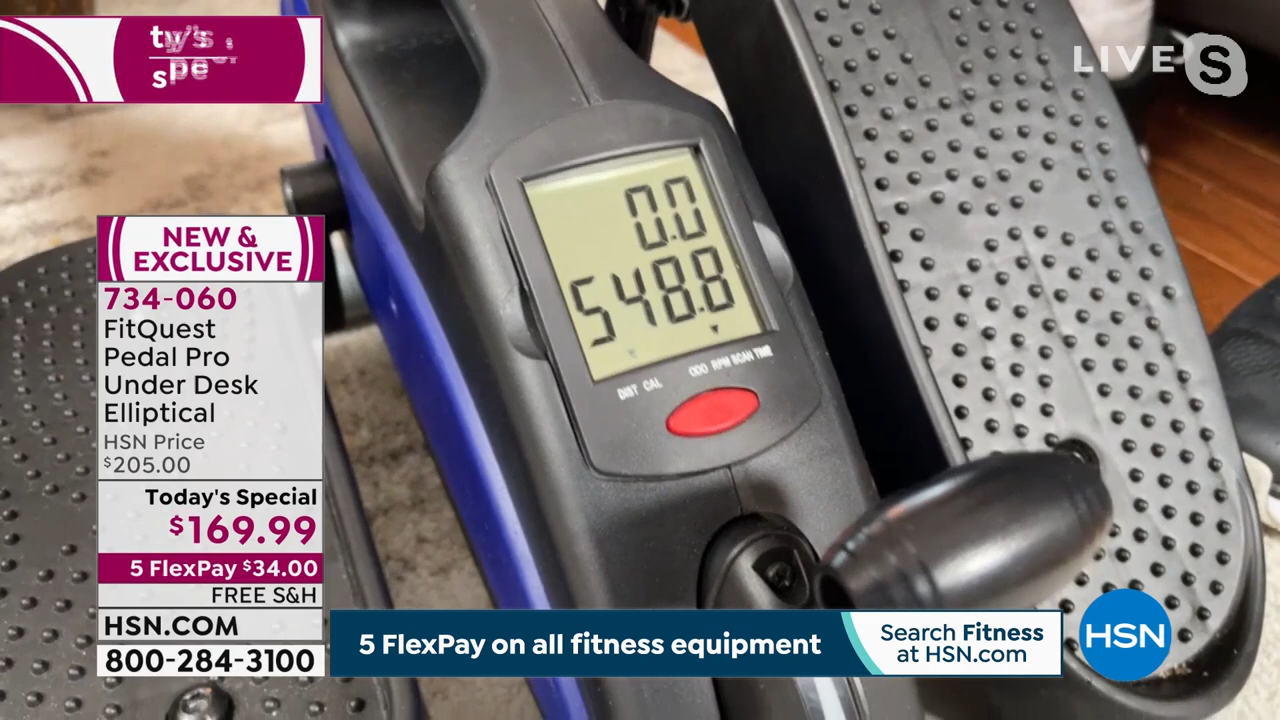 LIVE S
NEW &
EXCLUSIVE
734-060
FitQuest
Pedal Pro
Under Desk
Elliptical
HSN Price
$205.00
Today's Special
$169.99
5 FlexPay $34.00
FREE S&H
HSN.COM
800-284-3100
0.0
548.8
DIST CAL ODO RPM SCAN TIME
5 FlexPay on all fitness equipment
Search Fitness
at HSN.com
HSN